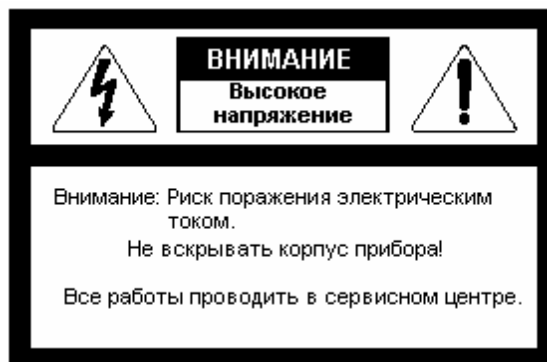 ВНИМАНИЕ
Высокое
напряжение
Внимание: Риск поражения электрическим
током.
Не вскрывать корпус прибора!
Все работы проводить в сервисном центре.